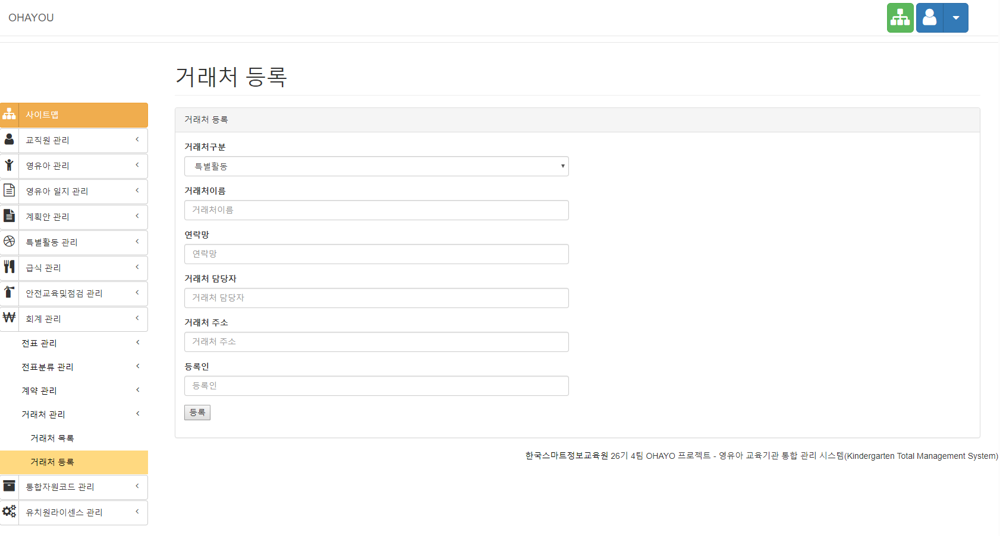 OHAYOU
거래처 등록
사이트맵
교직원 관리
영유아 관리
영유아 일지 관리
계획안 관리
특별활동 관리
급식 관리
안전교육및점검 관리
회계 관리
전표 관리
전표분류 관리
계약 관리
거래처 관리
거래처 목록
거래처 등록
통합자원코드 관리
유치원라이센스 관리
거래처 등록
거래처구분
특별활동
거래처이름
거래처이름
연락망
연락망
거래처 담당자
거래처 담당자
거래처 주소
거래처 주소
등록인
등록인
등록
한국스마트정보교육원 26기 4팀 OHAYO 프로젝트 - 영유아 교육기관 통합 관리 시스템(Kindergarten Total Management System)